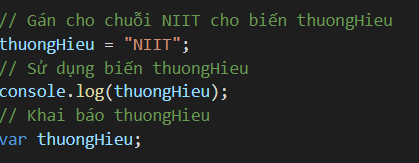 // Gán cho chuỗi NIIT cho biến thuongHieu
thuongHieu = "NIIT";
// Sử dụng biến thuongHieu
console.log(thuongHieu);
// Khai báo thuongHieu
var thuongHieu;